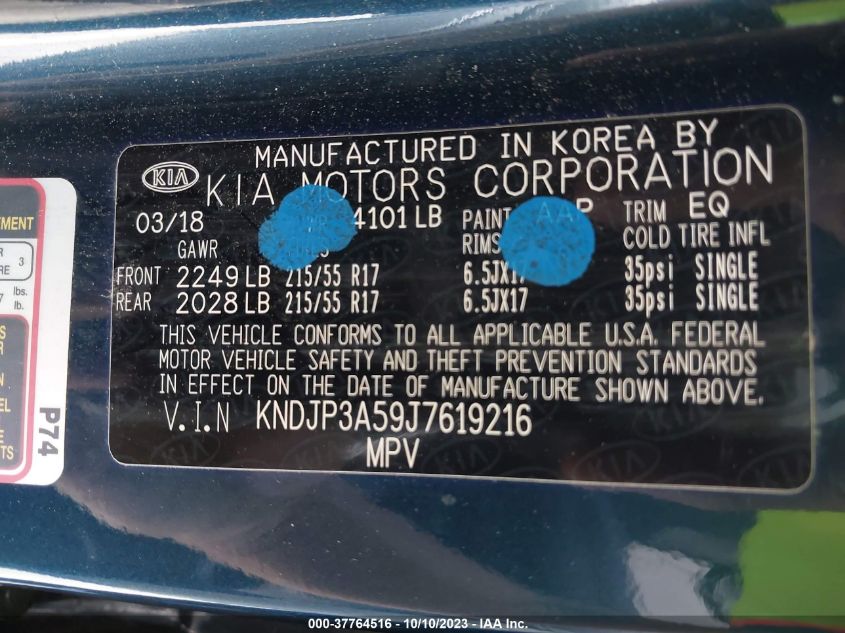 MANUFACTURED IN KOREA BY
KIA KIA MOTORS CORPORATION
03/18 4101 LB PAINT TRIM EQ
GAWR RIMS COLD TIRE INFL
FRONT 2249 LB 215/55 R17 6.5JX17 35psi SINGLE
REAR 2028 LB 215/55 R17 6.5JX17 35psi SINGLE
THIS VEHICLE CONFORMS TO ALL APPLICABLE U.S.A. FEDERAL
MOTOR VEHICLE SAFETY AND THEFT PREVENTION STANDARDS
IN EFFECT ON THE DATE OF MANUFACTURE SHOWN ABOVE.
V.I.N KNDJP3A59J7619216
MPV
3
lbs.
lb.
P74
000-37764516 - 10/10/2023 - IAA Inc.